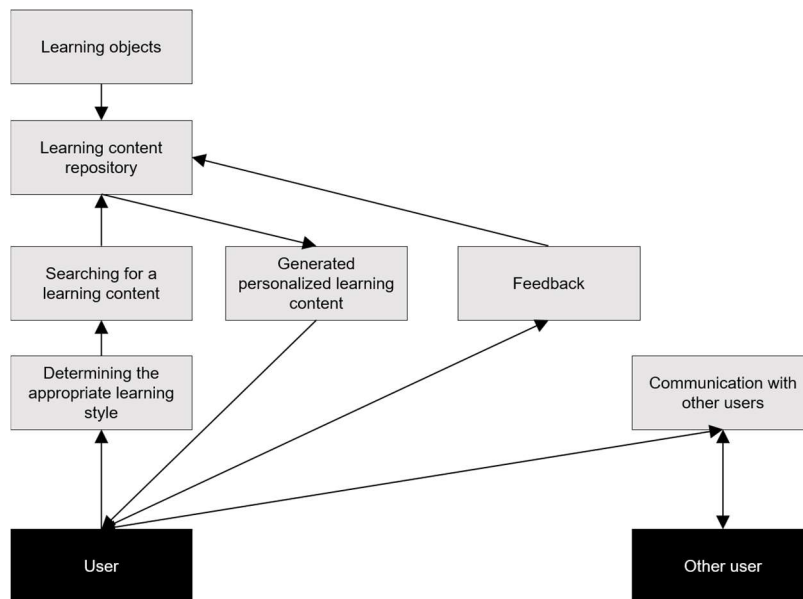 Learning objects
Learning content
repository
Searching for a
learning content
Generated
personalized learning
content
Feedback
Determining the
appropriate learning
style
Communication with
other users
User
Other user